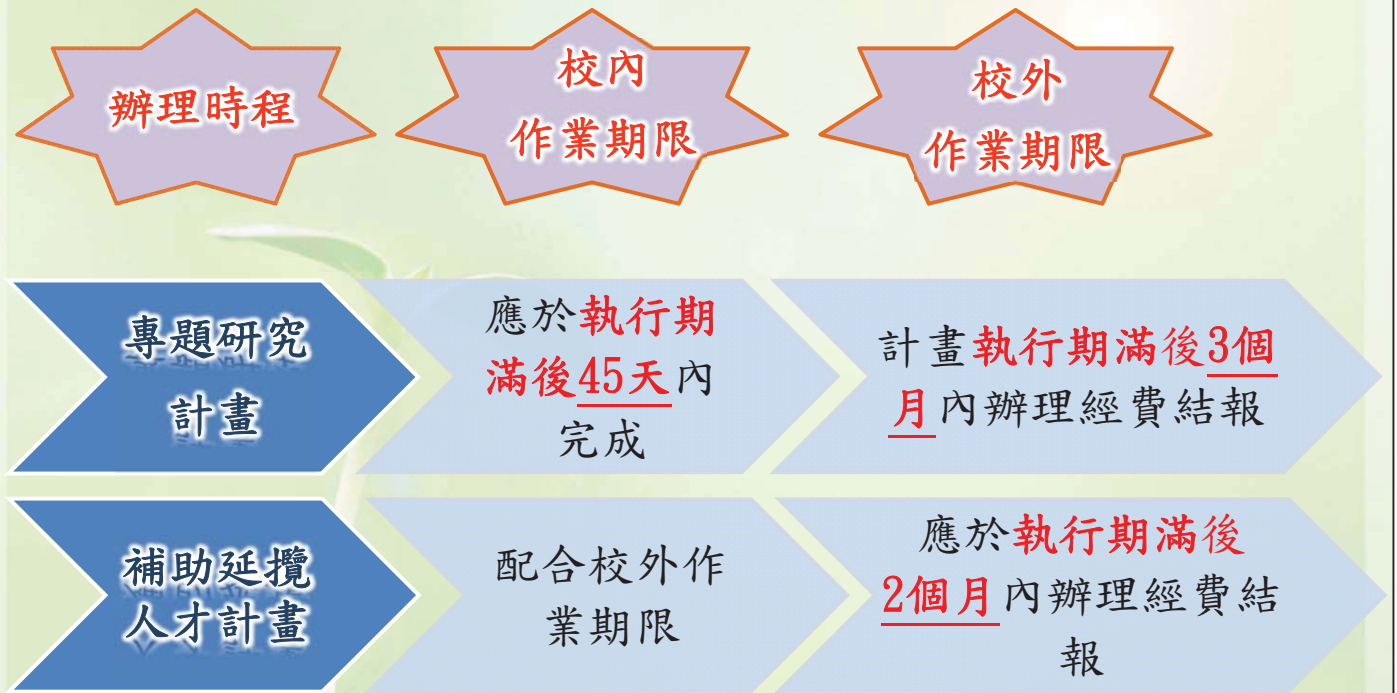 辦理時程
校內
作業期限
校外
作業期限
專題研究
計畫
應於執行期
滿後45天內
完成
計畫執行期滿後3個
月內辦理經費結報
補助延攬
人才計畫
配合校外作
業期限
應於執行期滿後
2個月內辦理經費結
報